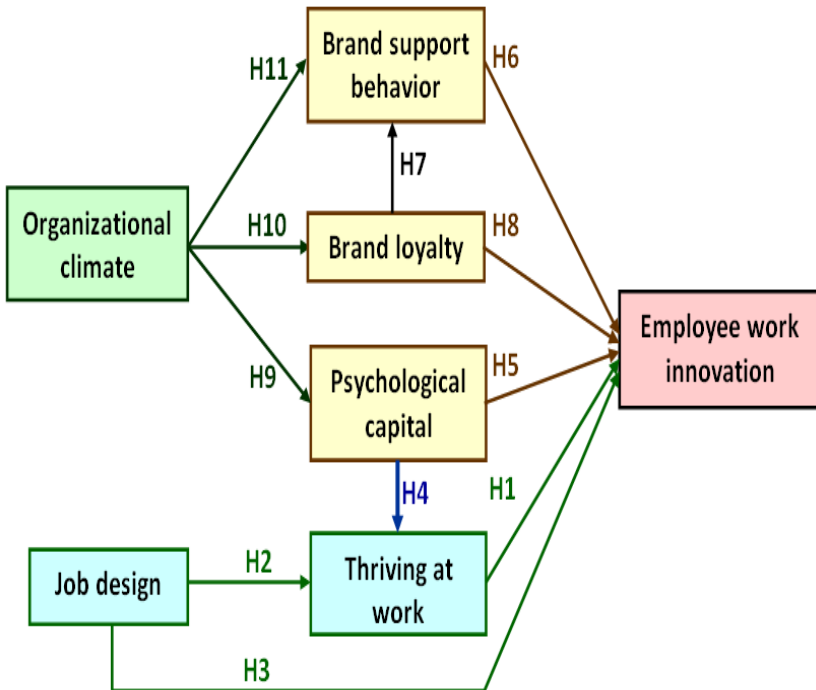 Brand support
behavior
H11
H6
H7
Organizational
climate
H10
Brand loyalty
H8
Employee work
innovation
H9
Psychological
capital
H5
H4
H1
Job design
H2
Thriving at
work
H3